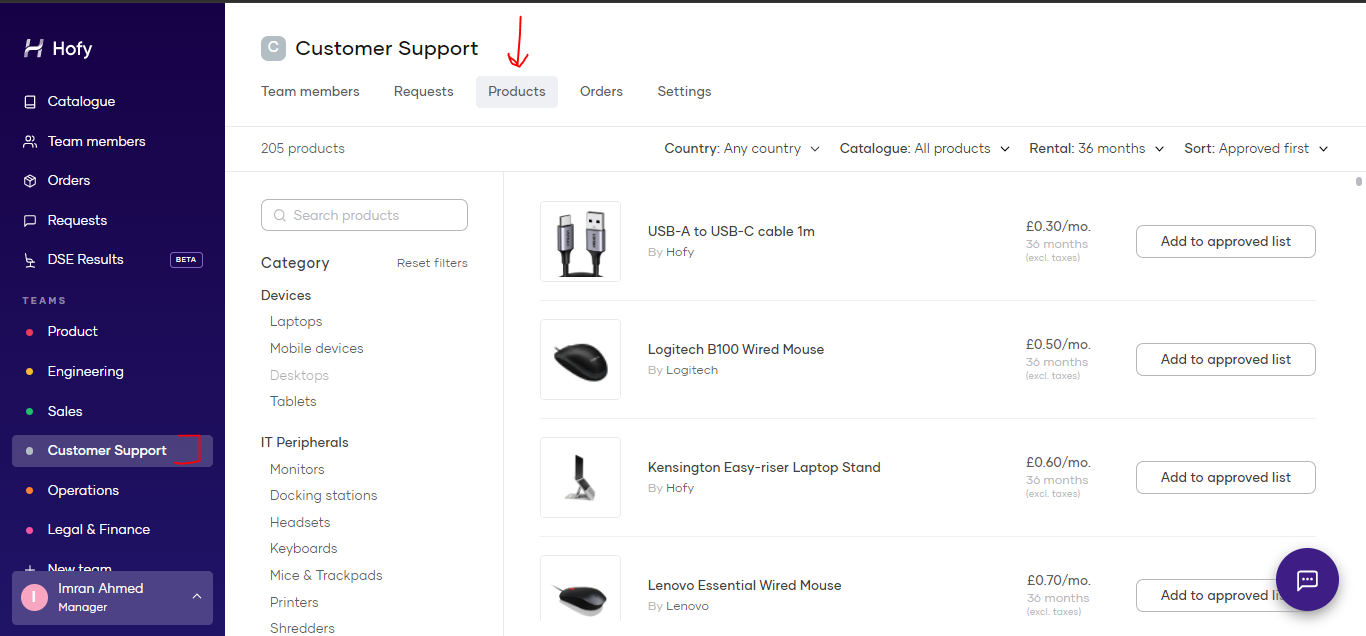 Hofy
Catalogue
Team members
Orders
Requests
DSE Results BETA
TEAMS
Product
Engineering
Sales
Customer Support
Operations
Legal & Finance
New team
I Imran Ahmed
Manager
C Customer Support
Team members Requests Products Orders Settings
205 products Country: Any country Catalogue: All products Rental: 36 months Sort: Approved first
Search products
Category Reset filters
Devices
Laptops
Mobile devices
Desktops
Tablets
IT Peripherals
Monitors
Docking stations
Headsets
Keyboards
Mice & Trackpads
Printers
Shredders
USB-A to USB-C cable 1m
By Hofy
£0.30/mo.
36 months
(excl. taxes)
Add to approved list
Logitech B100 Wired Mouse
By Logitech
£0.50/mo.
36 months
(excl. taxes)
Add to approved list
Kensington Easy-riser Laptop Stand
By Hofy
£0.60/mo.
36 months
(excl. taxes)
Add to approved list
Lenovo Essential Wired Mouse
By Lenovo
£0.70/mo.
36 months
(excl. taxes)
Add to approved